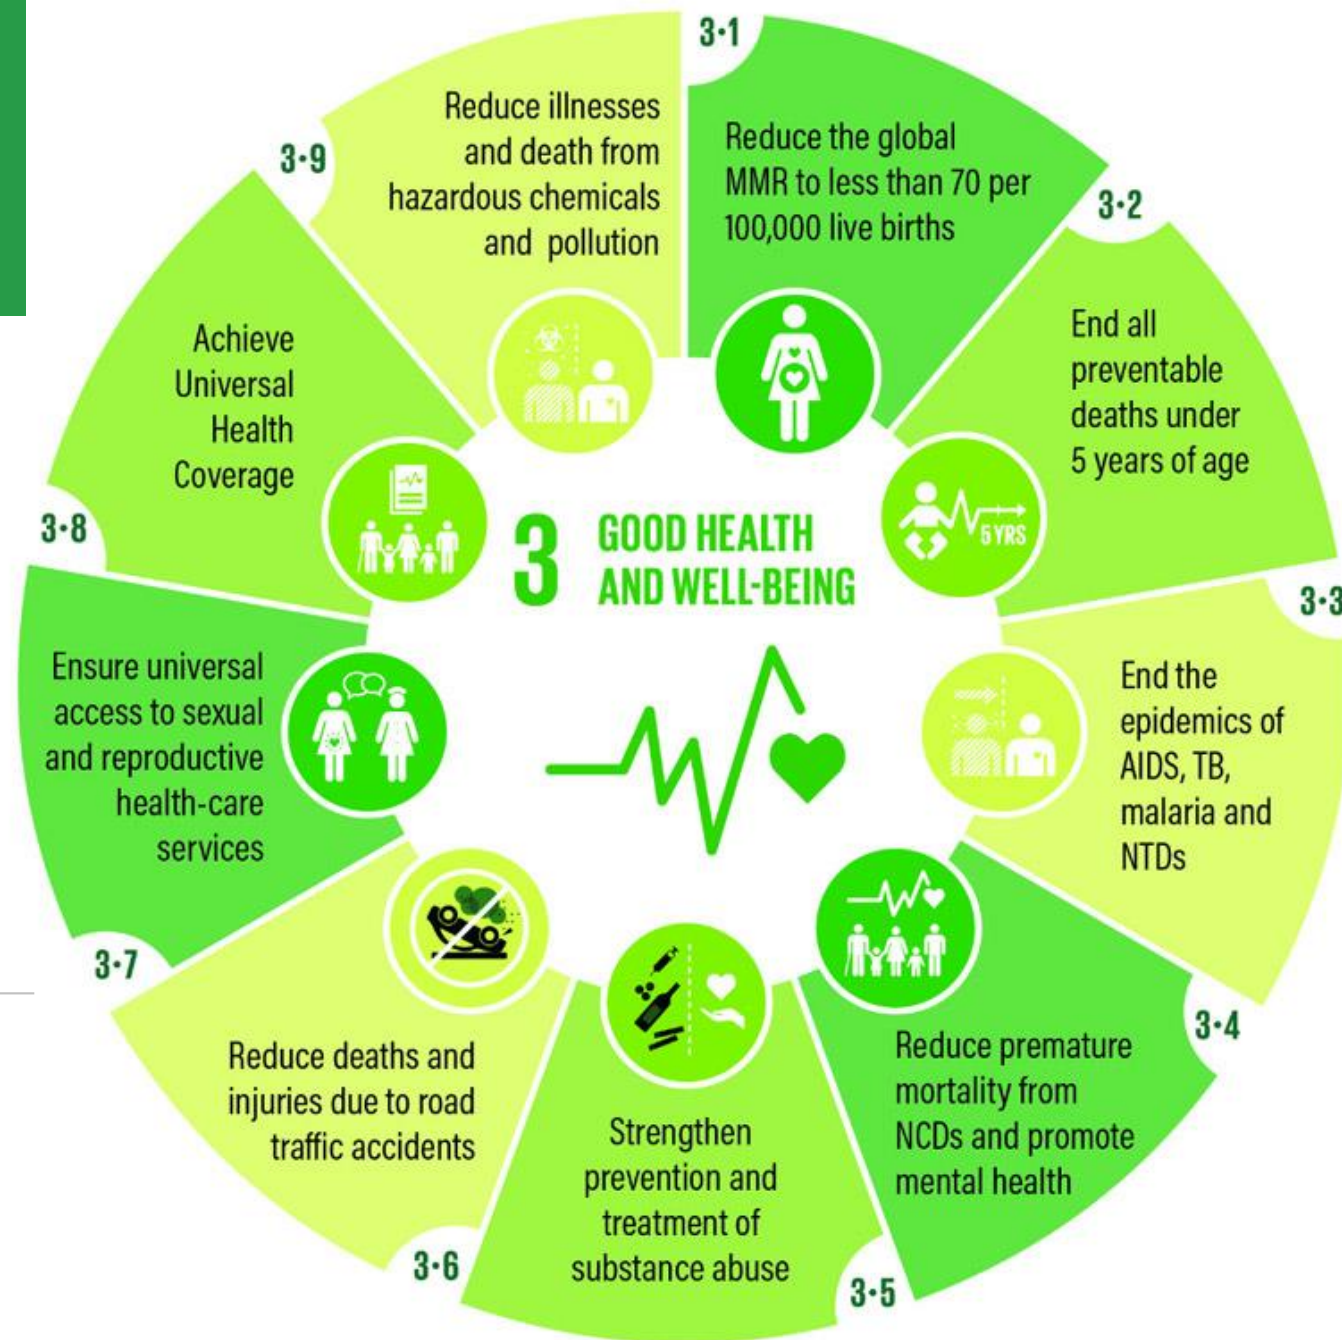 3·1
Reduce the global
MMR to less than 70 per
100,000 live births
3·2
End all
preventable
deaths under
5 years of age
5 YRS
3·3
End the
epidemics of
AIDS, TB,
malaria and
NTDs
3·4
Reduce premature
mortality from
NCDs and promote
mental health
3·5
Strengthen
prevention and
treatment of
substance abuse
3·6
Reduce deaths and
injuries due to road
traffic accidents
3·7
Ensure universal
access to sexual
and reproductive
health-care
services
3·8
Achieve
Universal
Health
Coverage
3·9
Reduce illnesses
and death from
hazardous chemicals
and pollution
3 GOOD HEALTH
AND WELL-BEING